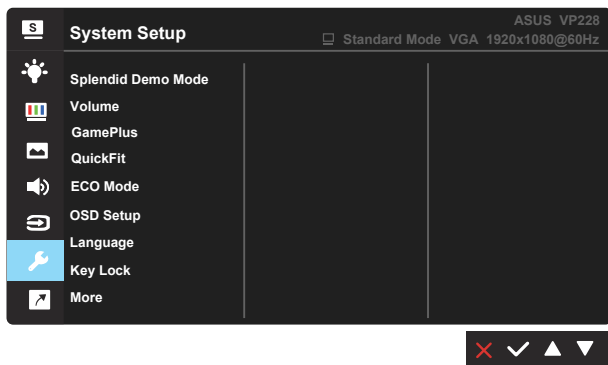 S
System Setup
ASUS VP228
Standard Mode VGA 1920x1080@60Hz
Splendid Demo Mode
Volume
GamePlus
QuickFit
ECO Mode
OSD Setup
Language
Key Lock
More